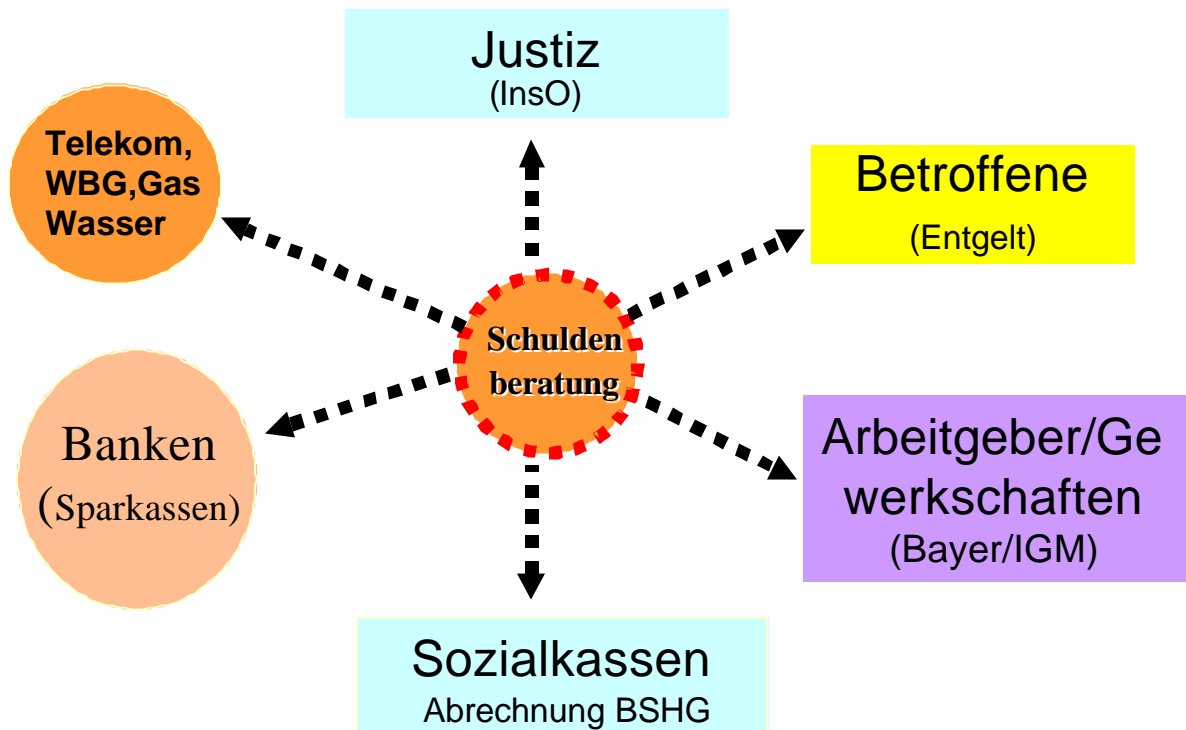 Justiz
(InsO)
Telekom,
WBG,Gas
Wasser
Betroffene
(Entgelt)
Schulden
beratung
Banken
(Sparkassen)
Arbeitgeber/Ge
werkschaften
(Bayer/IGM)
Sozialkassen
Abrechnung BSHG